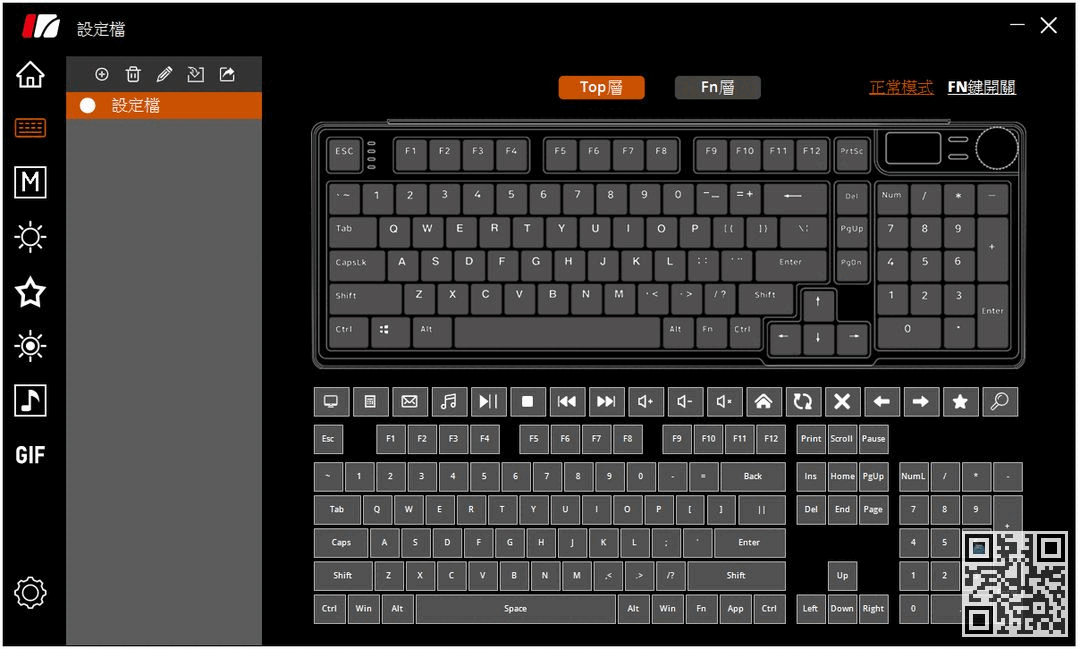 設定檔
設定檔
Top層 Fn層 正常模式 FN鍵開關
ESC F1 F2 F3 F4 F5 F6 F7 F8 F9 F10 F11 F12 PrtSc
` ~ 1 2 3 4 5 6 7 8 9 0 - _ = + ← Del Num / * -
Tab Q W E R T Y U I O P [ { ] } \ | PgUp 7 8 9 +
CapsLk A S D F G H J K L ; : ' " Enter PgDn 4 5 6
Shift Z X C V B N M , < . > / ? Shift ↑ 1 2 3 Enter
Ctrl Alt Alt Fn Ctrl ← ↓ → 0 .
M
GIF
Esc F1 F2 F3 F4 F5 F6 F7 F8 F9 F10 F11 F12 Print Scroll Pause
~ 1 2 3 4 5 6 7 8 9 0 - = Back Ins Home PgUp NumL / * -
Tab Q W E R T Y U I O P [ ] || Del End Page 7 8 9 +
Caps A S D F G H J K L ; ' Enter 4 5
Shift Z X C V B N M ,< .> /? Shift Up 1 2
Ctrl Win Alt Space Alt Win Fn App Ctrl Left Down Right 0 .